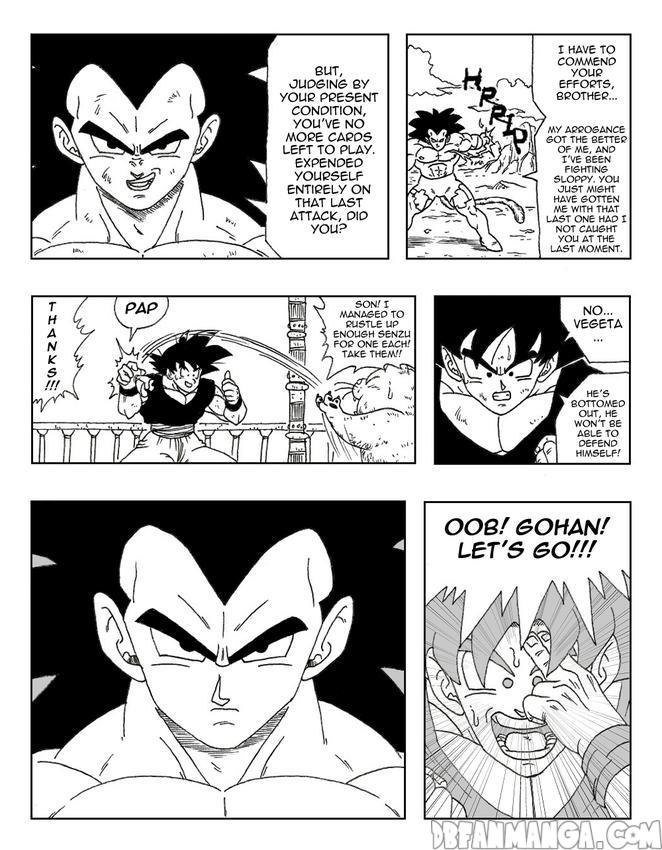 I HAVE TO
COMMEND
YOUR
EFFORTS,
BROTHER...
MY ARROGANCE
GOT THE BETTER
OF ME, AND
I'VE BEEN
FIGHTING
SLOPPY. YOU
JUST MIGHT
HAVE GOTTEN
ME WITH THAT
LAST ONE HAD I
NOT CAUGHT
YOU AT THE
LAST MOMENT.
HRRLP
BUT,
JUDGING BY
YOUR PRESENT
CONDITION,
YOU'VE NO
MORE CARDS
LEFT TO PLAY.
EXPENDED
YOURSELF
ENTIRELY ON
THAT LAST
ATTACK, DID
YOU?
NO...
VEGETA
...
HE'S
BOTTOMED
OUT, HE
WON'T BE
ABLE TO
DEFEND
HIMSELF!
SON! I
MANAGED TO
RUSTLE UP
ENOUGH SENZU
FOR ONE EACH!
TAKE THEM!!
PAP
THANKS!!!
OOB! GOHAN!
LET'S GO!!!
DBFANMANGA.COM